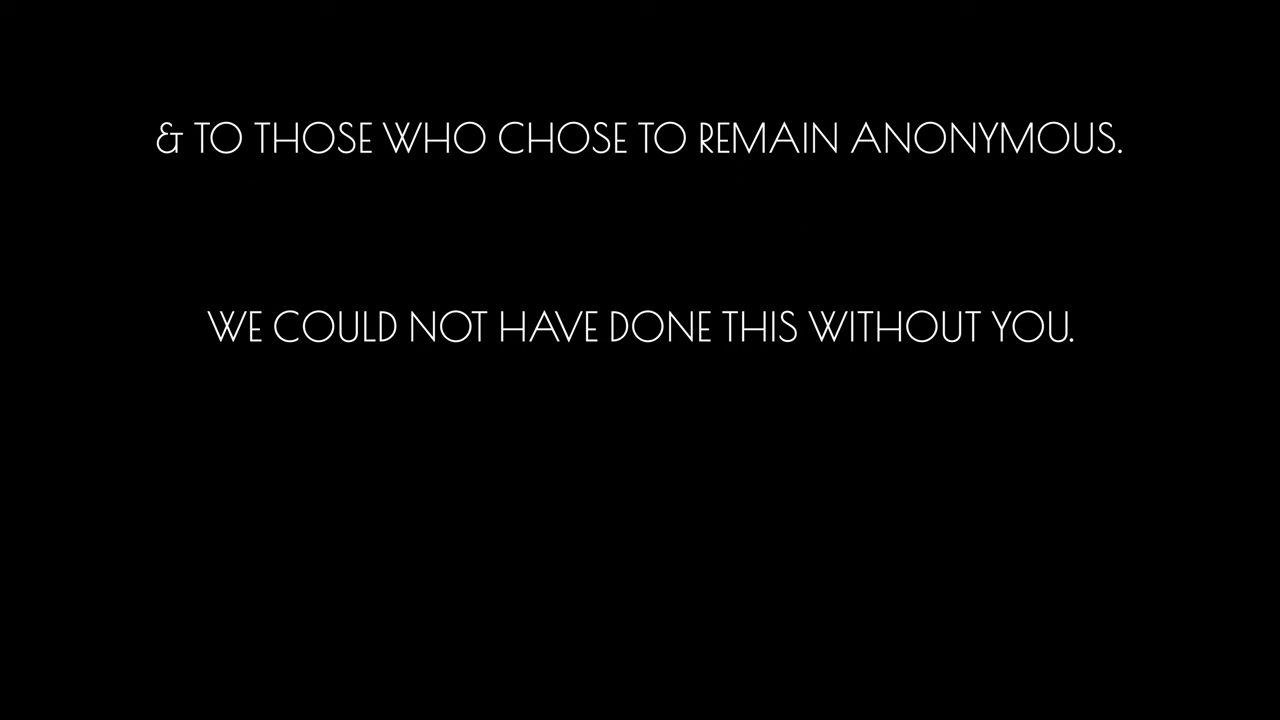 & TO THOSE WHO CHOSE TO REMAIN ANONYMOUS.
WE COULD NOT HAVE DONE THIS WITHOUT YOU.